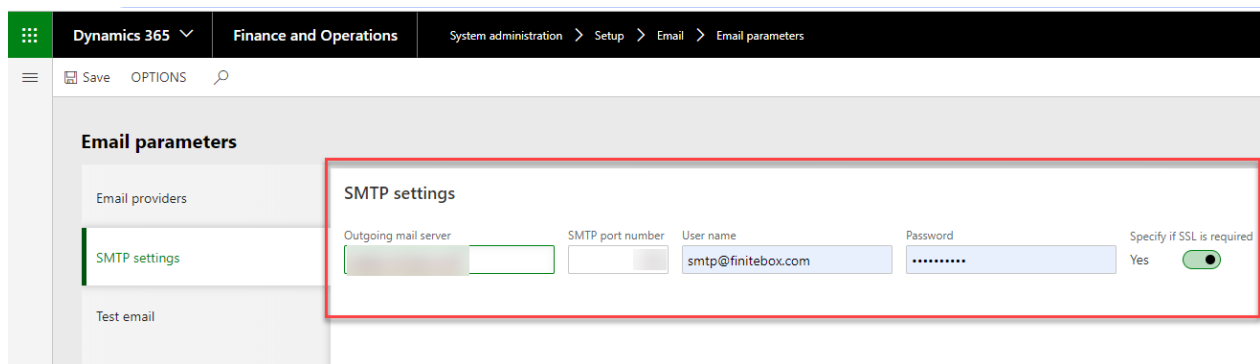 Dynamics 365 Finance and Operations System administration > Setup > Email > Email parameters
Save OPTIONS
Email parameters
Email providers
SMTP settings
Test email
SMTP settings
Outgoing mail server SMTP port number User name Password Specify if SSL is required
smtp@finitebox.com •••••••••• Yes